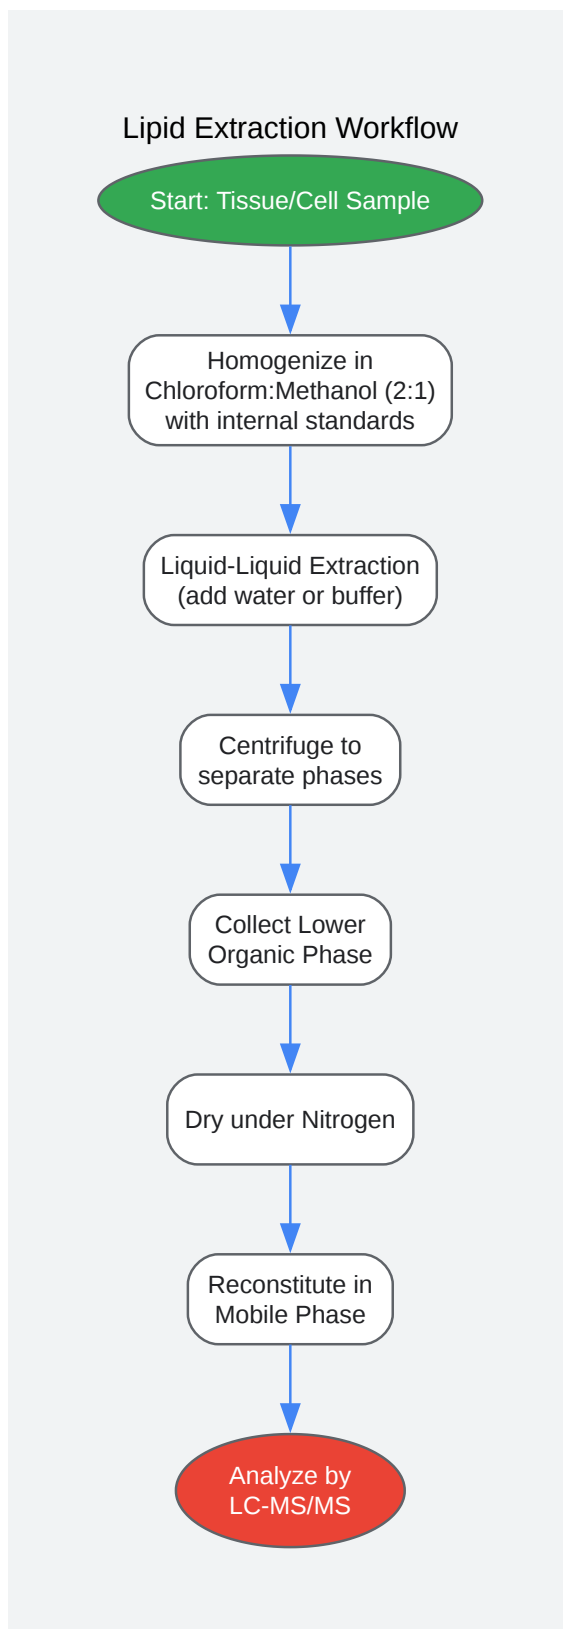 Lipid Extraction Workflow
Start: Tissue/Cell Sample
Homogenize in
Chloroform:Methanol (2:1)
with internal standards
Liquid-Liquid Extraction
(add water or buffer)
Centrifuge to
separate phases
Collect Lower
Organic Phase
Dry under Nitrogen
Reconstitute in
Mobile Phase
Analyze by
LC-MS/MS